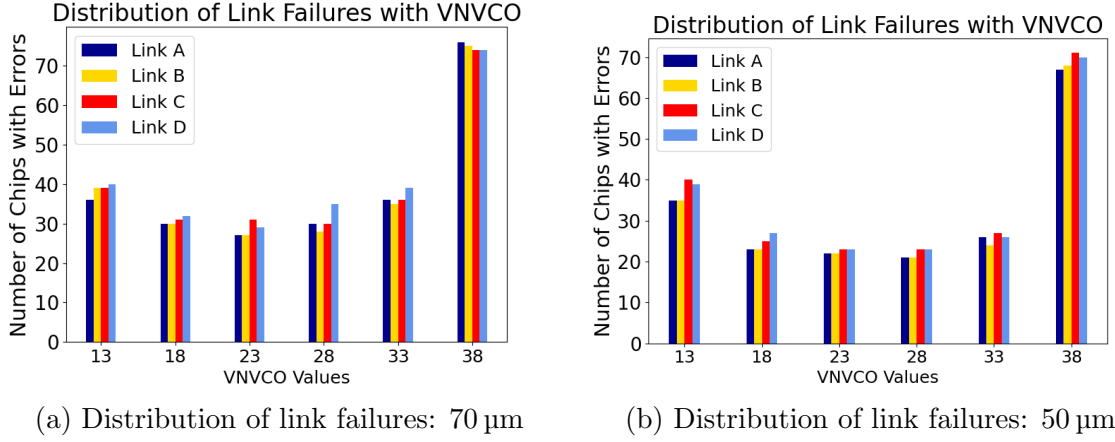 Distribution of Link Failures with VNVCO
Number of Chips with Errors
70
60
50
40
30
20
10
0
Link A
Link B
Link C
Link D
13 18 23 28 33 38
VNVCO Values
(a) Distribution of link failures: 70 µm
Distribution of Link Failures with VNVCO
Number of Chips with Errors
70
60
50
40
30
20
10
0
Link A
Link B
Link C
Link D
13 18 23 28 33 38
VNVCO Values
(b) Distribution of link failures: 50 µm